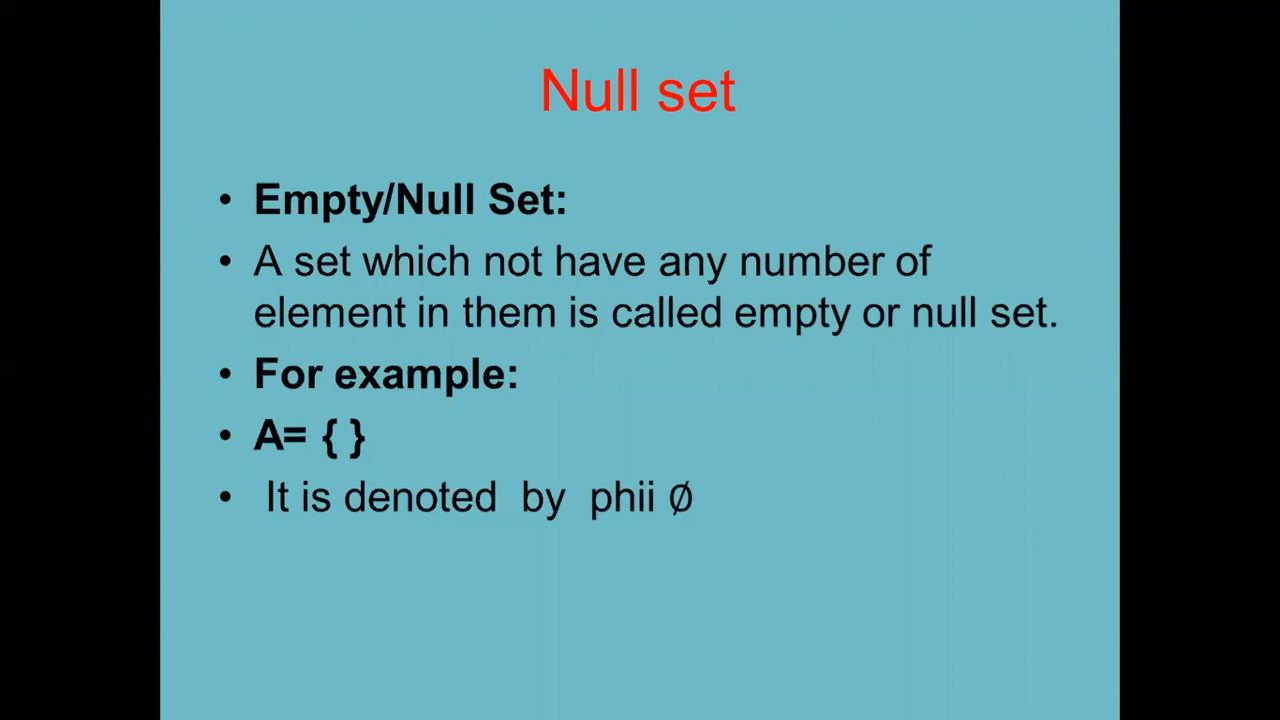 Null set
• Empty/Null Set:
• A set which not have any number of
element in them is called empty or null set.
• For example:
• A= { }
• It is denoted by phii ∅